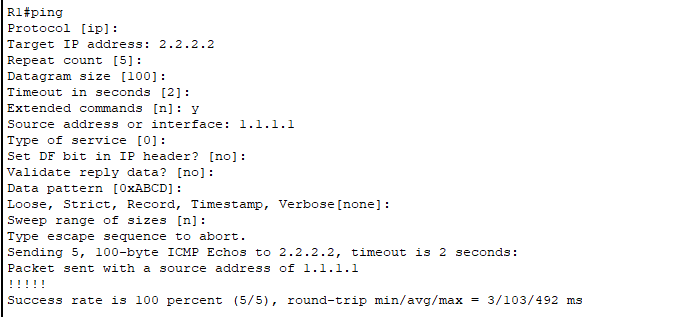 R1#ping
Protocol [ip]:
Target IP address: 2.2.2.2
Repeat count [5]:
Datagram size [100]:
Timeout in seconds [2]:
Extended commands [n]: y
Source address or interface: 1.1.1.1
Type of service [0]:
Set DF bit in IP header? [no]:
Validate reply data? [no]:
Data pattern [0xABCD]:
Loose, Strict, Record, Timestamp, Verbose[none]:
Sweep range of sizes [n]:
Type escape sequence to abort.
Sending 5, 100-byte ICMP Echos to 2.2.2.2, timeout is 2 seconds:
Packet sent with a source address of 1.1.1.1
!!!!!
Success rate is 100 percent (5/5), round-trip min/avg/max = 3/103/492 ms